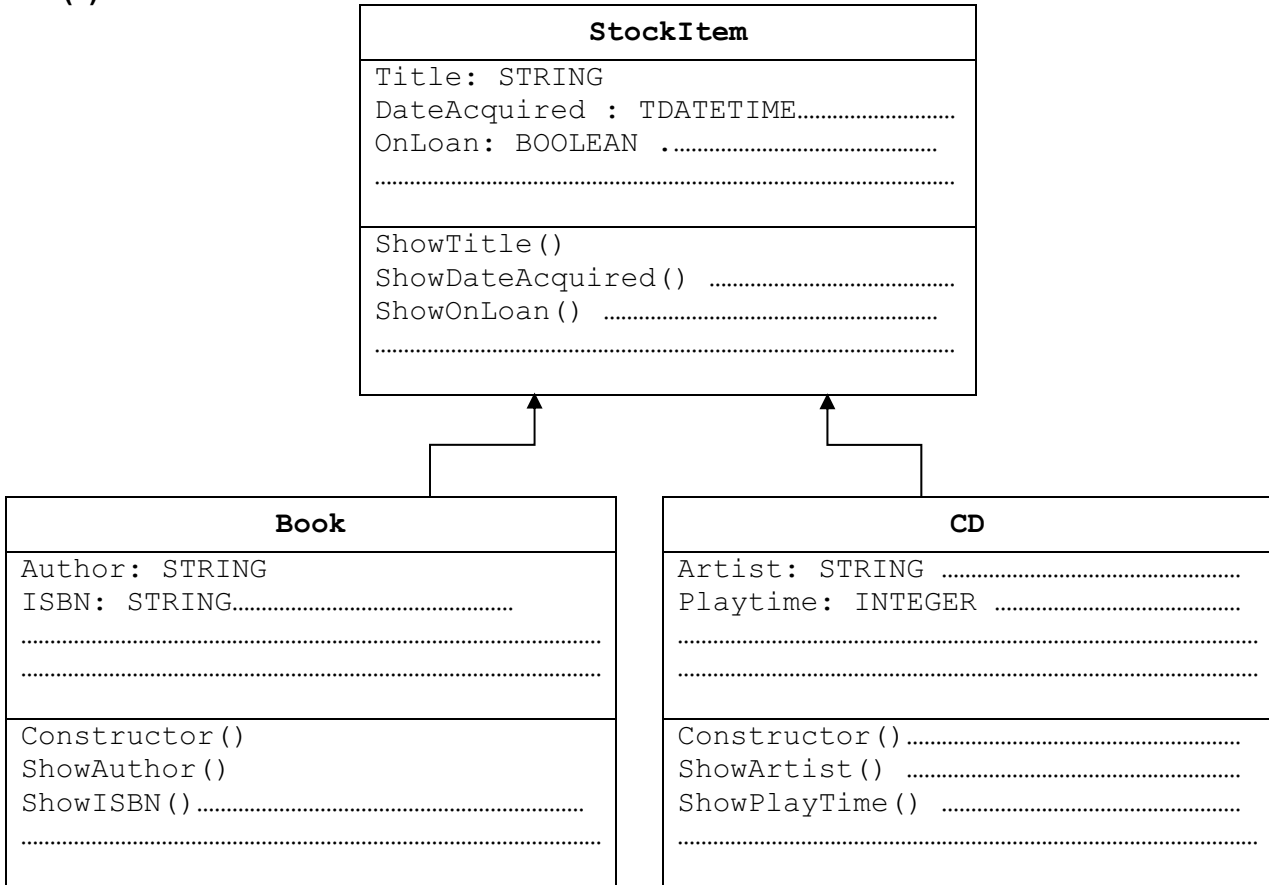 StockItem
Title: STRING
DateAcquired : TDATETIME……………………………
OnLoan: BOOLEAN .………………………………………
………………………………………………………………………………
ShowTitle()
ShowDateAcquired() ……………………………………
ShowOnLoan() …………………………………………………
………………………………………………………………………………
Book
Author: STRING
ISBN: STRING…………………………………………
………………………………………………………………………………
………………………………………………………………………………
Constructor()
ShowAuthor()
ShowISBN()…………………………………………………………
………………………………………………………………………………
CD
Artist: STRING ……………………………………………
Playtime: INTEGER ……………………………………
………………………………………………………………………………
………………………………………………………………………………
Constructor()…………………………………………………
ShowArtist() …………………………………………………
ShowPlayTime() ……………………………………………
………………………………………………………………………………